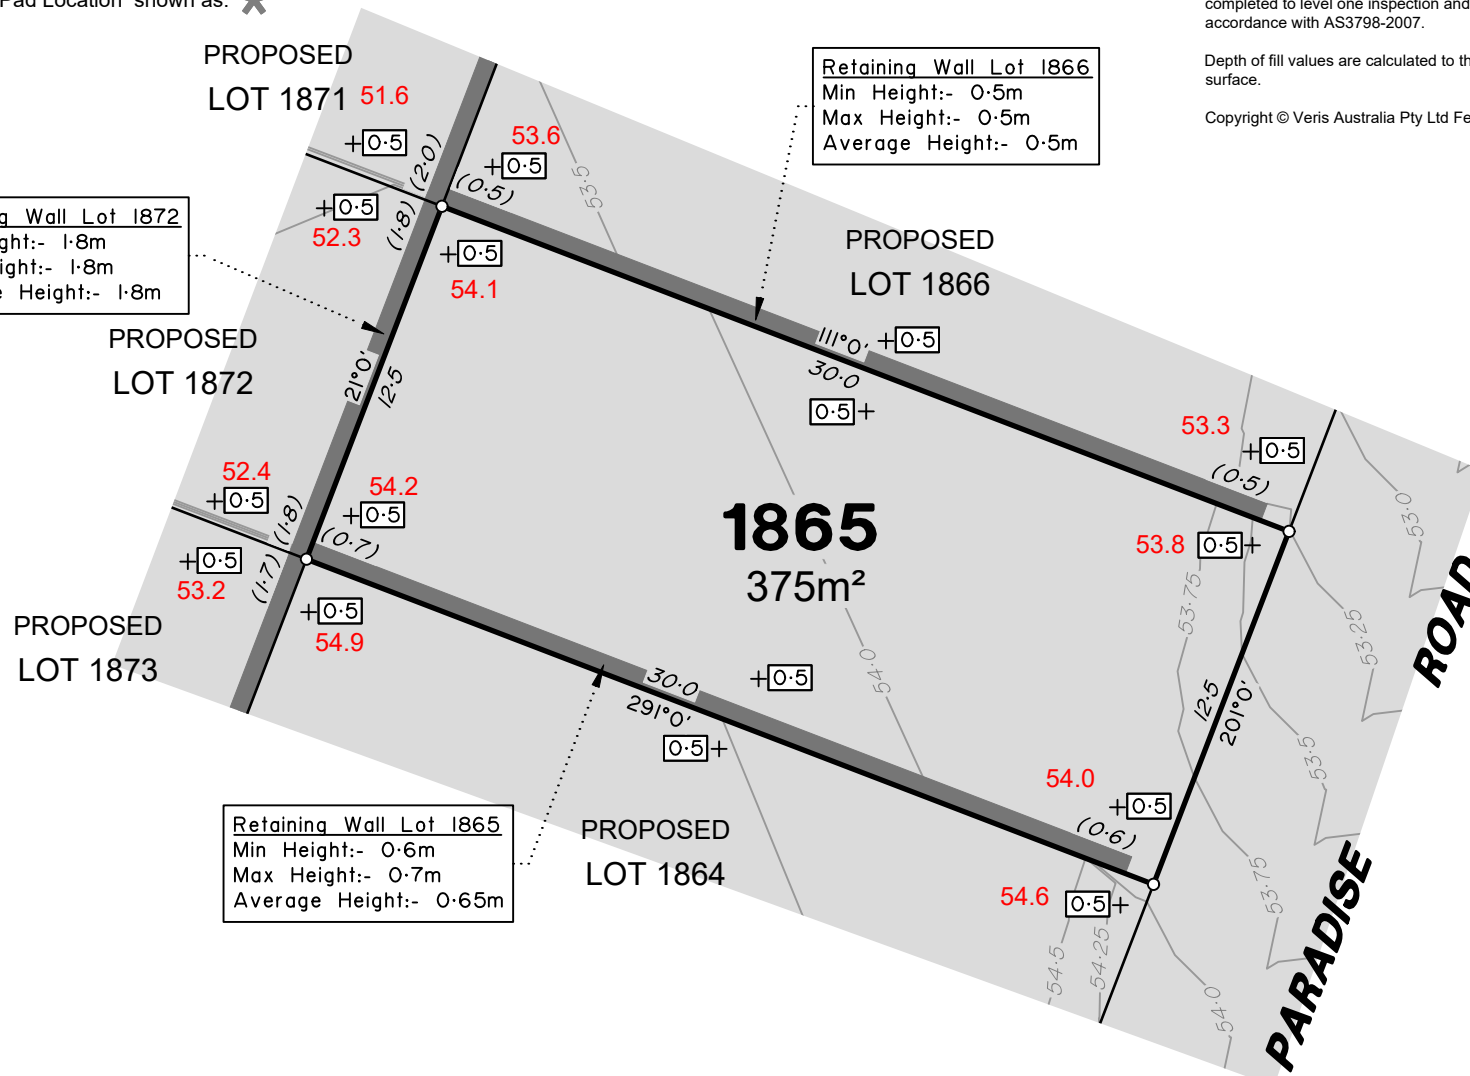 Pad Location shown as:
completed to level one inspection and
accordance with AS3798-2007.
Depth of fill values are calculated to th
surface.
Copyright © Veris Australia Pty Ltd Fe
PROPOSED
LOT 1871
51.6
+0·5
(2·0)
53.6
+0·5
(0·5)
53·5
Retaining Wall Lot 1866
Min Height:- 0·5m
Max Height:- 0·5m
Average Height:- 0·5m
+0·5
52.3
(1·8)
+0·5
54.1
g Wall Lot 1872
ght:- 1·8m
ight:- 1·8m
e Height:- 1·8m
PROPOSED
LOT 1866
PROPOSED
LOT 1872
21°0'
12·5
111°0'
30·0
+0·5
0·5+
53.3
+0·5
(0·5)
52.4
+0·5
(1·8)
54.2
+0·5
(0·7)
1865
375m²
53.8
0·5+
53·0
+0·5
53.2
(1·7)
+0·5
54.9
53·75
53·25
PROPOSED
LOT 1873
ROAD
30·0
291°0'
+0·5
0·5+
54·0
12·5
201°0'
53·5
54.0
+0·5
(0·6)
Retaining Wall Lot 1865
Min Height:- 0·6m
Max Height:- 0·7m
Average Height:- 0·65m
PROPOSED
LOT 1864
54.6
0·5+
54·5
54·25
53·75
54·0
PARADISE